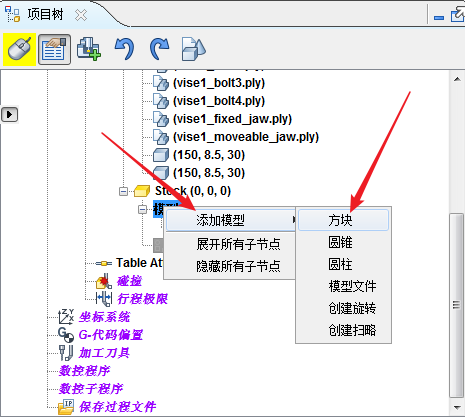 项目树
(vise1_bolt3.ply)
(vise1_bolt4.ply)
(vise1_fixed_jaw.ply)
(vise1_moveable_jaw.ply)
(150, 8.5, 30)
(150, 8.5, 30)
Stock (0, 0, 0)
模型
添加模型
展开所有子节点
隐藏所有子节点
方块
圆锥
圆柱
模型文件
创建旋转
创建扫略
Table Att
碰撞
行程极限
坐标系统
G-代码偏置
加工刀具
数控程序
数控子程序
保存过程文件